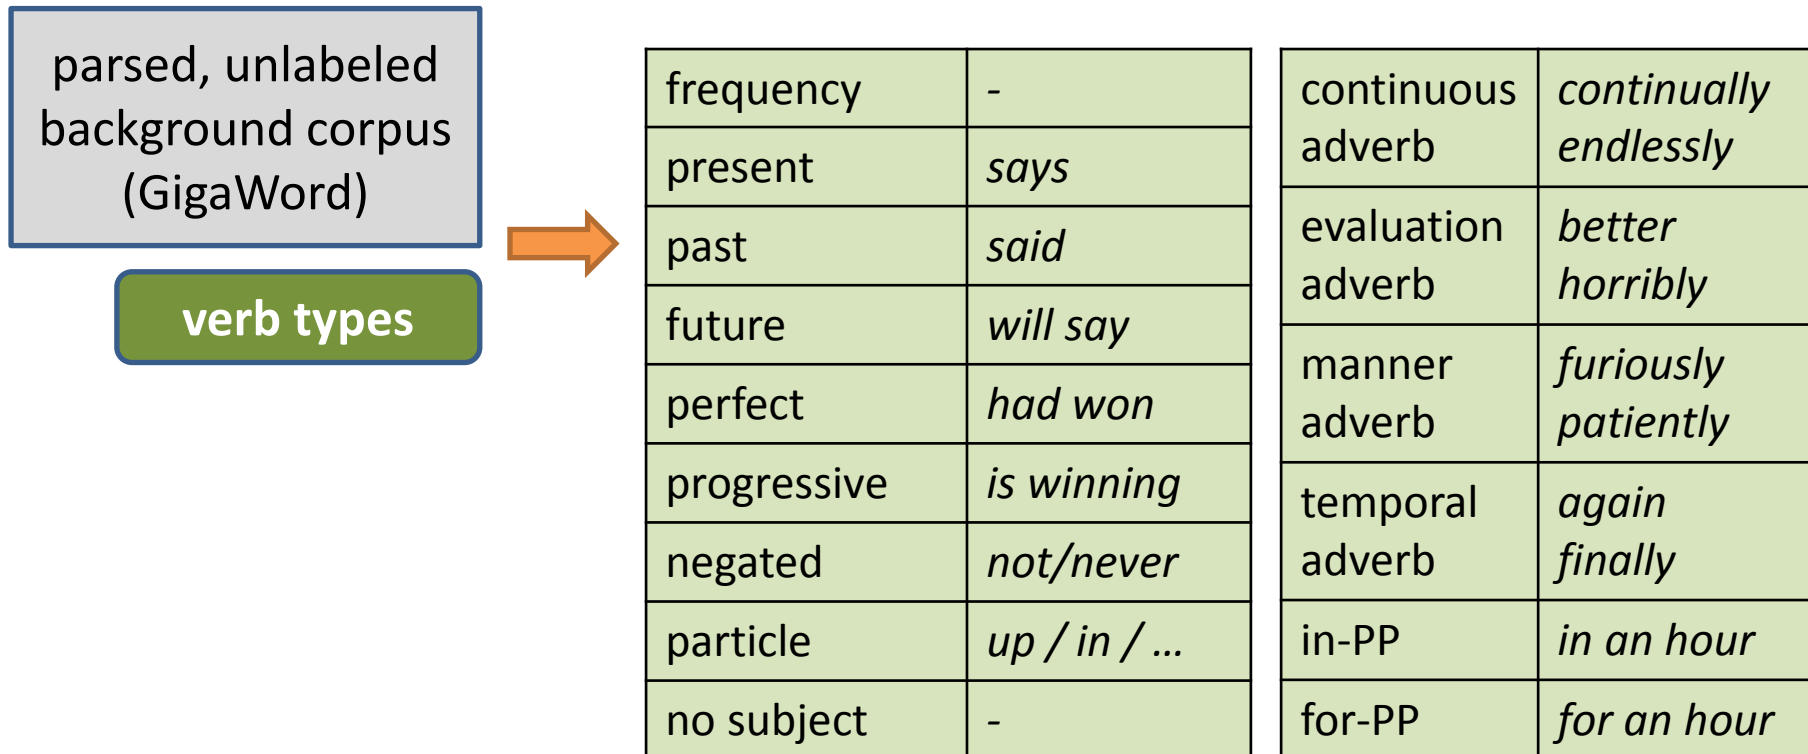 parsed, unlabeled
background corpus
(GigaWord)
verb types
frequency -
present says
past said
future will say
perfect had won
progressive is winning
negated not/never
particle up / in / ...
no subject -
continuous continually
adverb endlessly
evaluation better
adverb horribly
manner furiously
adverb patiently
temporal again
adverb finally
in-PP in an hour
for-PP for an hour